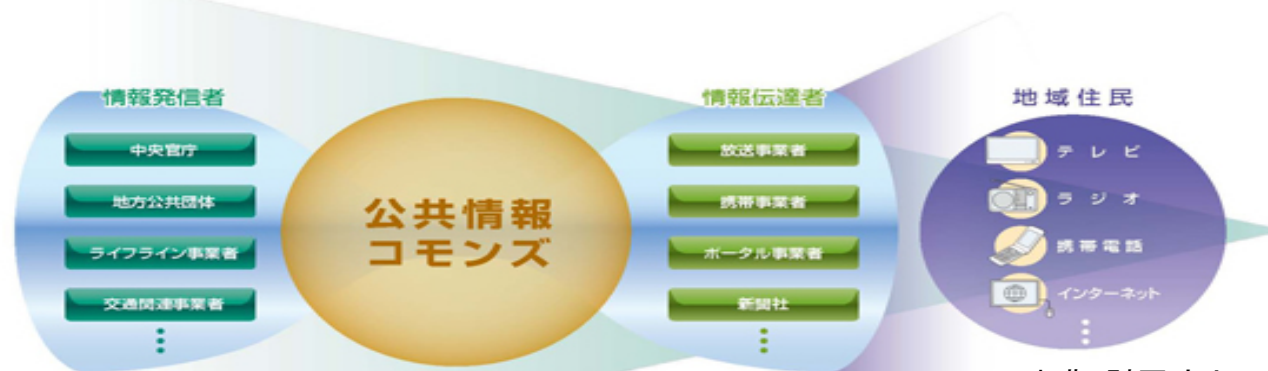 情報発信者
中央官庁
地方公共団体
ライフライン事業者
交通関連事業者
公共情報
コモンズ
情報伝達者
放送事業者
携帯事業者
ポータル事業者
新聞社
地域住民
テレビ
ラジオ
携帯電話
インターネット